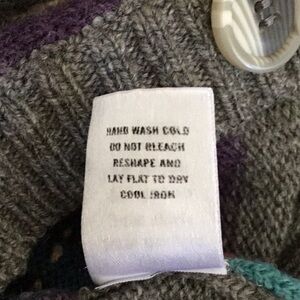 HAND WASH COLD
DO NOT BLEACH
RESHAPE AND
LAY FLAT TO DRY
COOL IRON